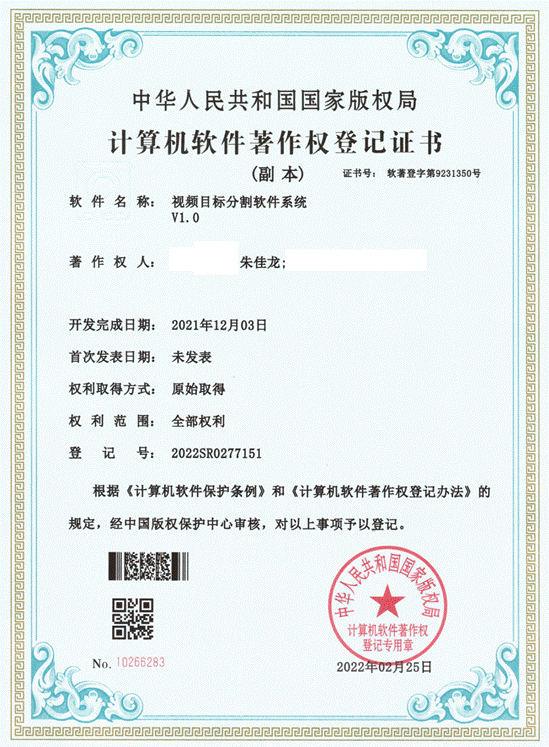 中华人民共和国国家版权局
计算机软件著作权登记证书
(副本)
证书号： 软著登字第9231350号
软件名称： 视频目标分割软件系统
V1.0
著作权人： 朱佳龙;
开发完成日期： 2021年12月03日
首次发表日期： 未发表
权利取得方式： 原始取得
权利范围： 全部权利
登记号： 2022SR0277151
根据《计算机软件保护条例》和《计算机软件著作权登记办法》的
规定，经中国版权保护中心审核，对以上事项予以登记。
中华人民共和国国家版权局
计算机软件著作权
登记专用章
No. 10266283
2022年02月25日